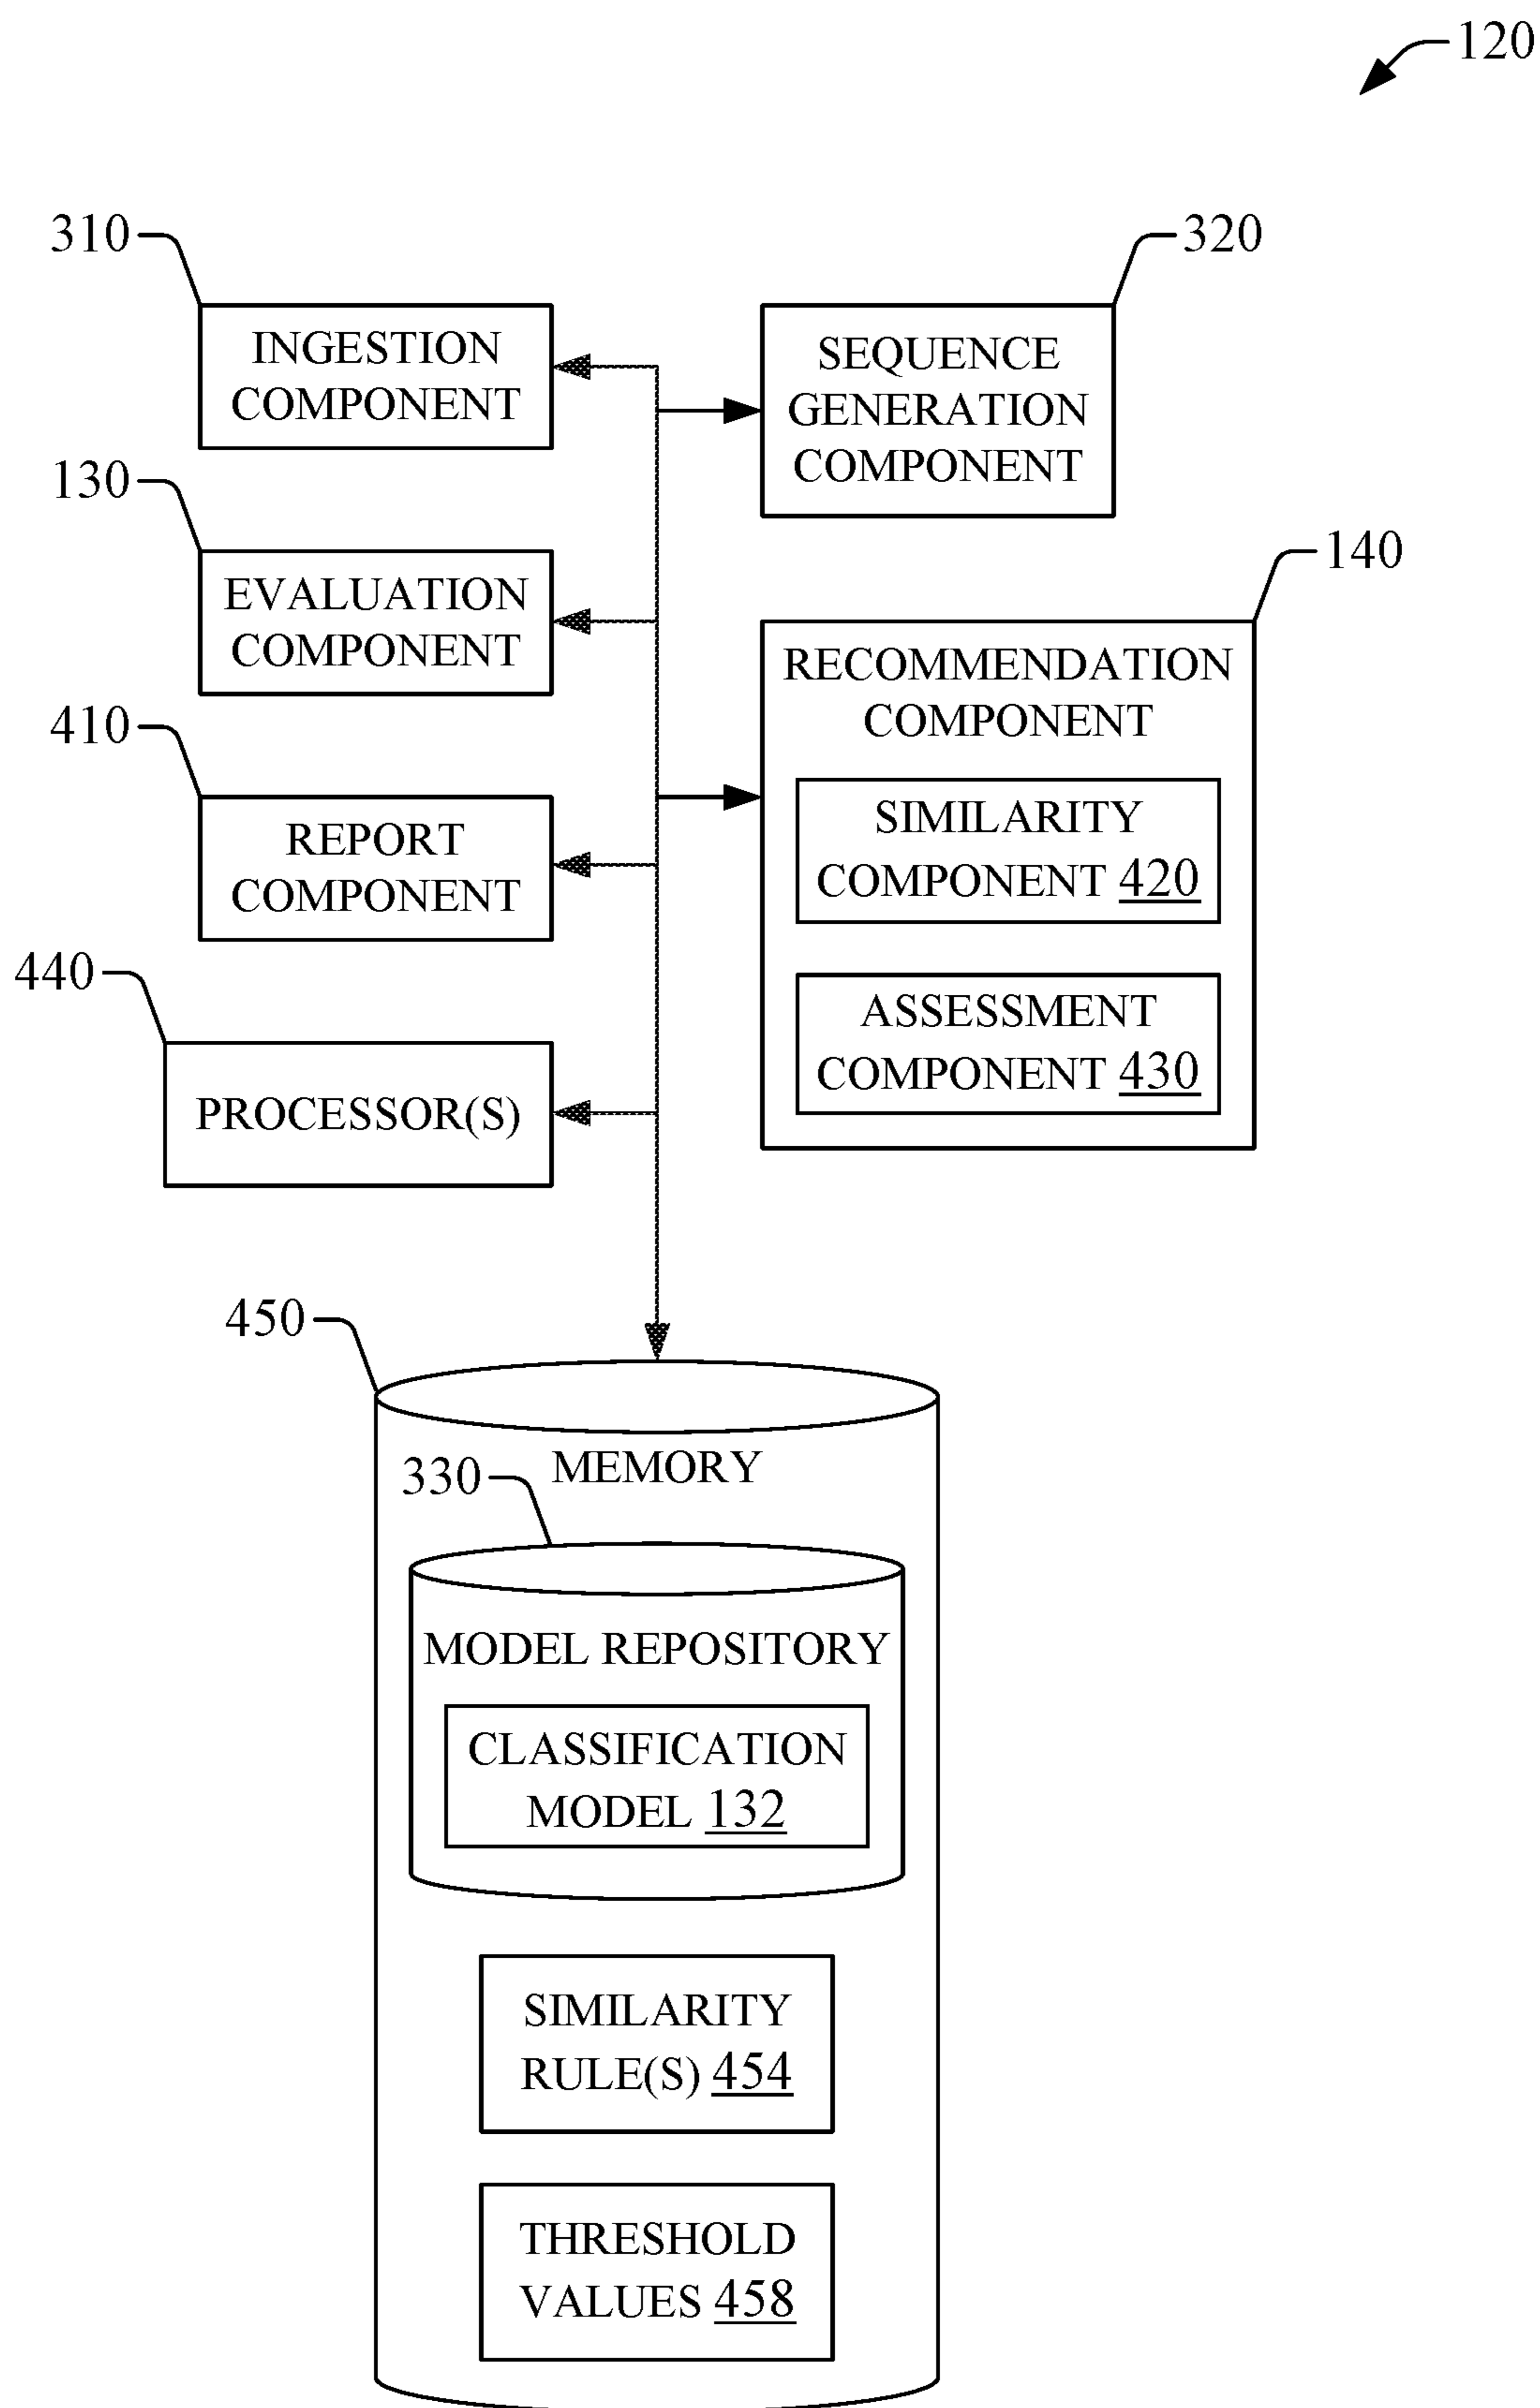 120
310
320
INGESTION
COMPONENT
SEQUENCE
GENERATION
COMPONENT
130
140
EVALUATION
COMPONENT
RECOMMENDATION
COMPONENT
410
REPORT
COMPONENT
SIMILARITY
COMPONENT 420
440
ASSESSMENT
COMPONENT 430
PROCESSOR(S)
450
MEMORY
330
MODEL REPOSITORY
CLASSIFICATION
MODEL 132
SIMILARITY
RULE(S) 454
THRESHOLD
VALUES 458